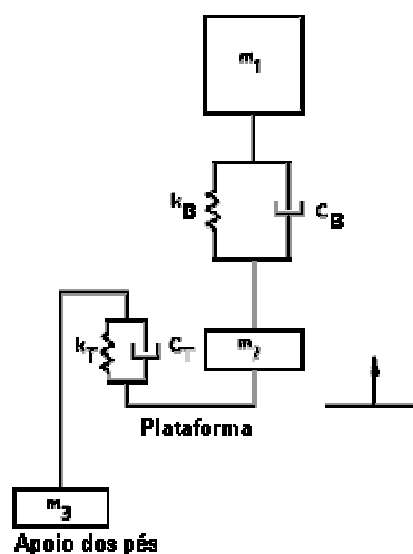 m1
kB
CB
kT
CT
m2
Plataforma
m3
Apoio dos pés